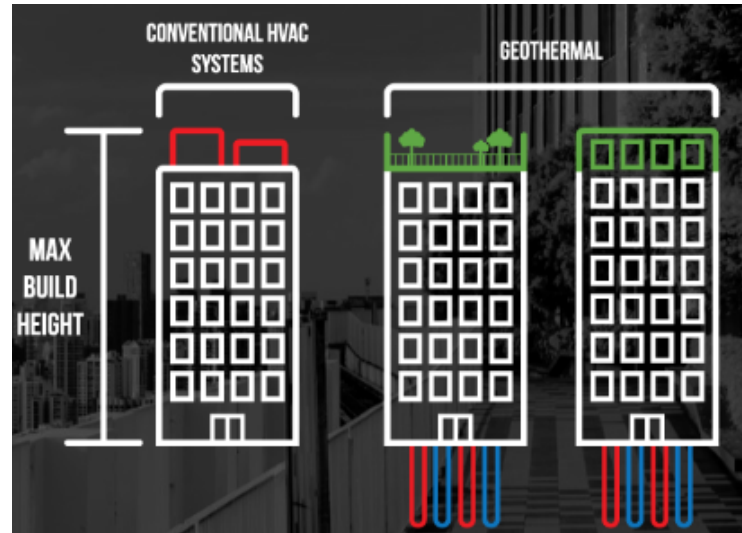 CONVENTIONAL HVAC
SYSTEMS
GEOTHERMAL
MAX
BUILD
HEIGHT